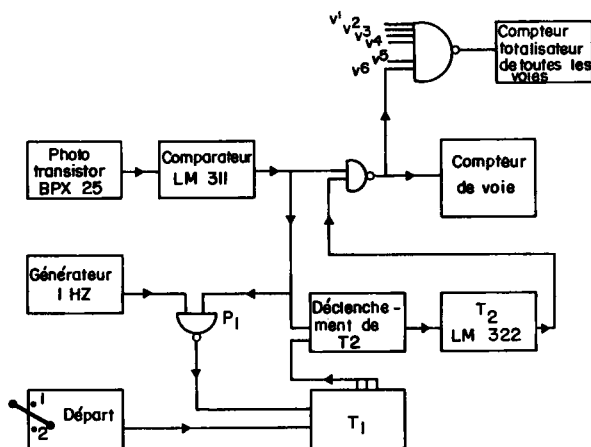 v1
v2
v3
v4
v5
v6
Compteur
totalisateur
de toutes les
voies
Photo
transistor
BPX 25
Comparateur
LM 311
Compteur
de voie
Générateur
1 HZ
P1
Déclenche-
ment de
T2
T2
LM 322
1
2
Départ
T1